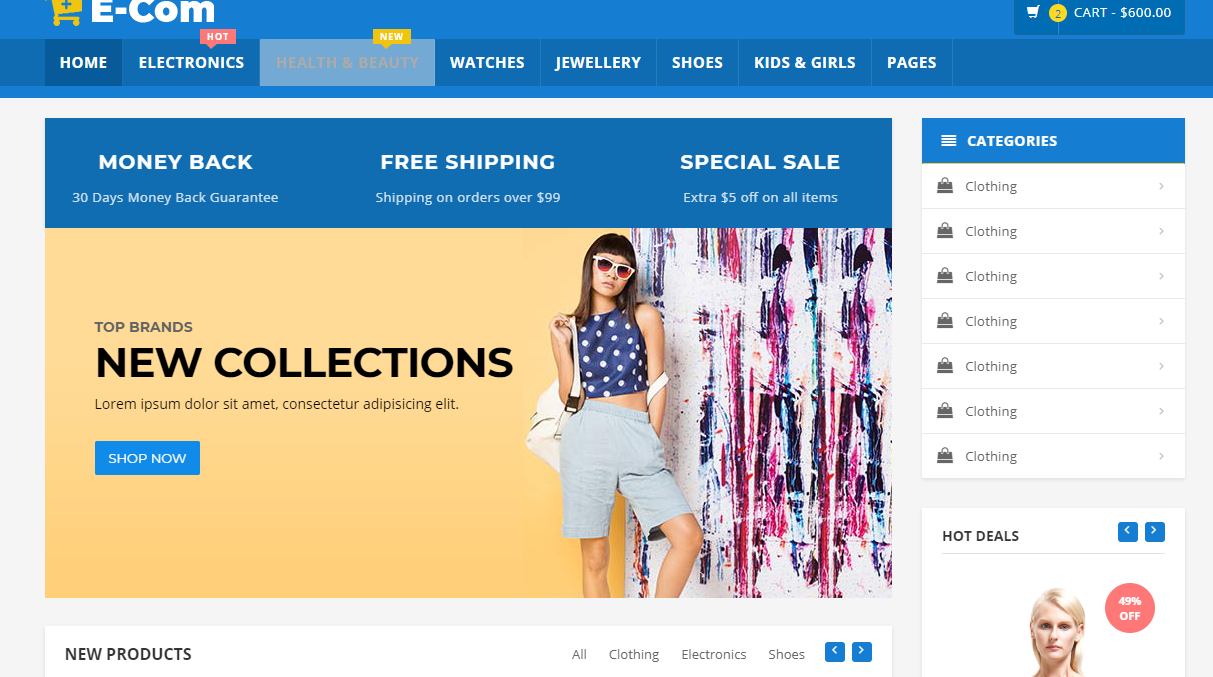 E-Com
2 CART - $600.00
HOT
NEW
HOME ELECTRONICS HEALTH & BEAUTY WATCHES JEWELLERY SHOES KIDS & GIRLS PAGES
MONEY BACK
30 Days Money Back Guarantee
FREE SHIPPING
Shipping on orders over $99
SPECIAL SALE
Extra $5 off on all items
TOP BRANDS
NEW COLLECTIONS
Lorem ipsum dolor sit amet, consectetur adipisicing elit.
SHOP NOW
CATEGORIES
Clothing
Clothing
Clothing
Clothing
Clothing
Clothing
Clothing
HOT DEALS
49%
OFF
NEW PRODUCTS
All Clothing Electronics Shoes